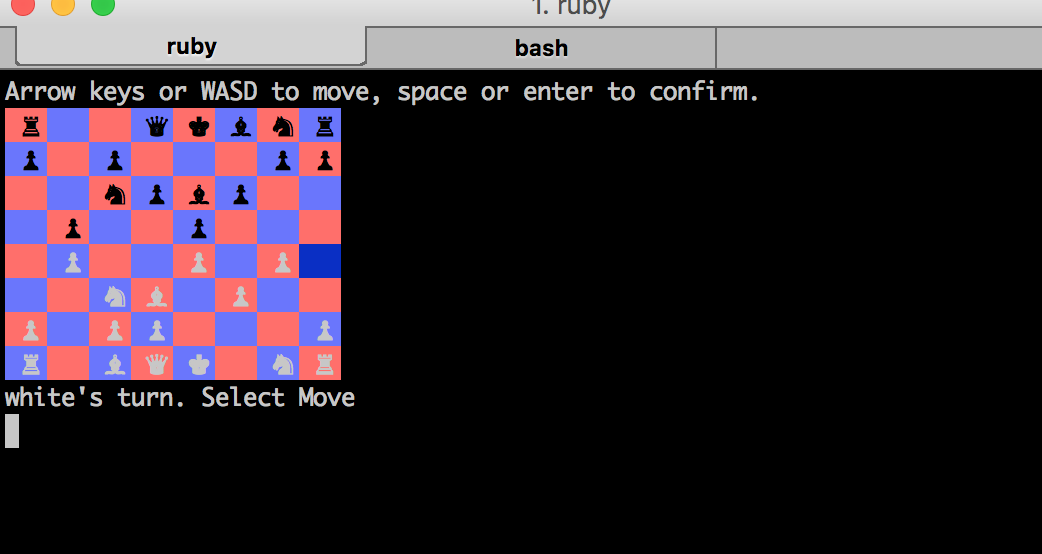 1. ruby
ruby
bash
Arrow keys or WASD to move, space or enter to confirm.
white's turn. Select Move